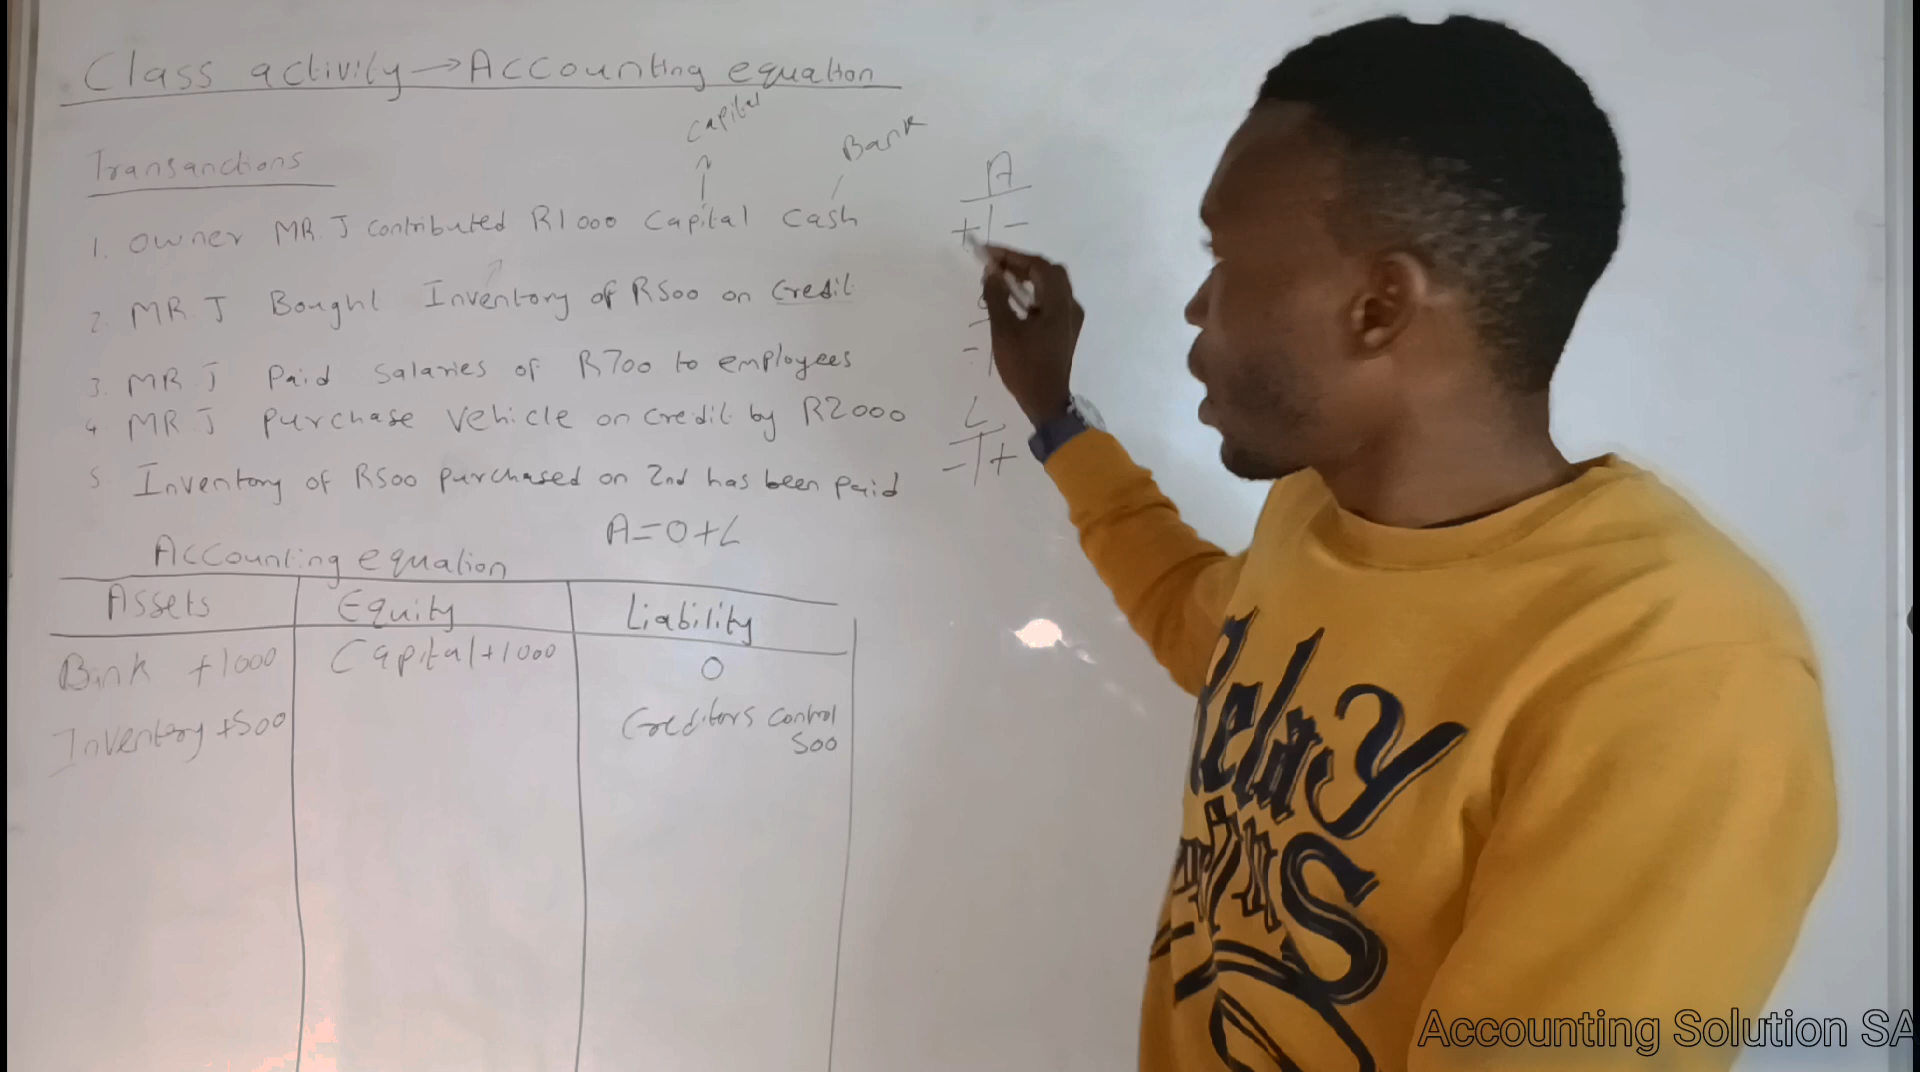 Class activity → Accounting equation
Capital
Bank
Transanctions
1. Owner MR. J contributed R1000 Capital Cash
2. MR J Bought Inventory of R500 on Credit
3. MR J Paid Salaries of R700 to employees
4 MR J purchase Vehicle on credit by R2000
5 Inventory of R500 purchased on 2nd has been paid
A
+ | -
-
L
- | +
A=O+L
Accounting equation
Assets Equity Liability
Bank +1000 Capital +1000 0
Inventory +500 Creditors control
500
Relay
Accounting Solution SA